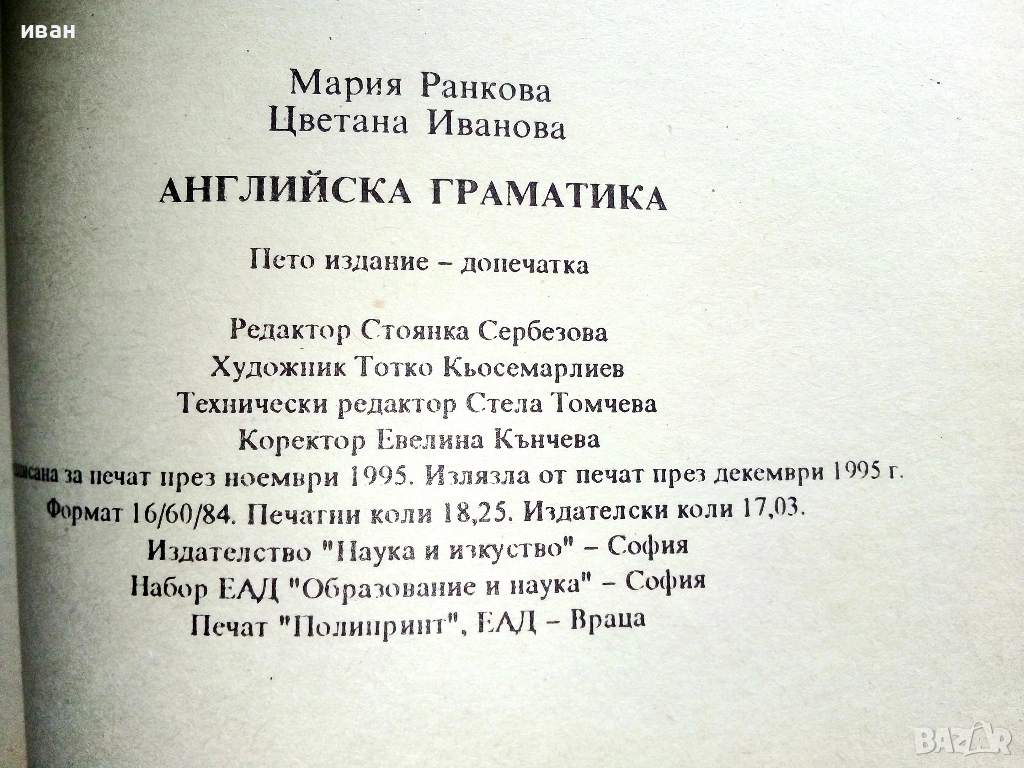 иван
Мария Ранкова
Цветана Иванова
АНГЛИЙСКА ГРАМАТИКА
Пето издание – допечатка
Редактор Стоянка Сербезова
Художник Тотко Кьосемарлиев
Технически редактор Стела Томчева
Коректор Евелина Кънчева
за печат през ноември 1995. Излязла от печат през декември 1995 г.
Формат 16/60/84. Печатни коли 18,25. Издателски коли 17,03.
Издателство "Наука и изкуство" – София
Набор ЕАД "Образование и наука" – София
Печат "Полипринт", ЕАД – Враца
BAZAR